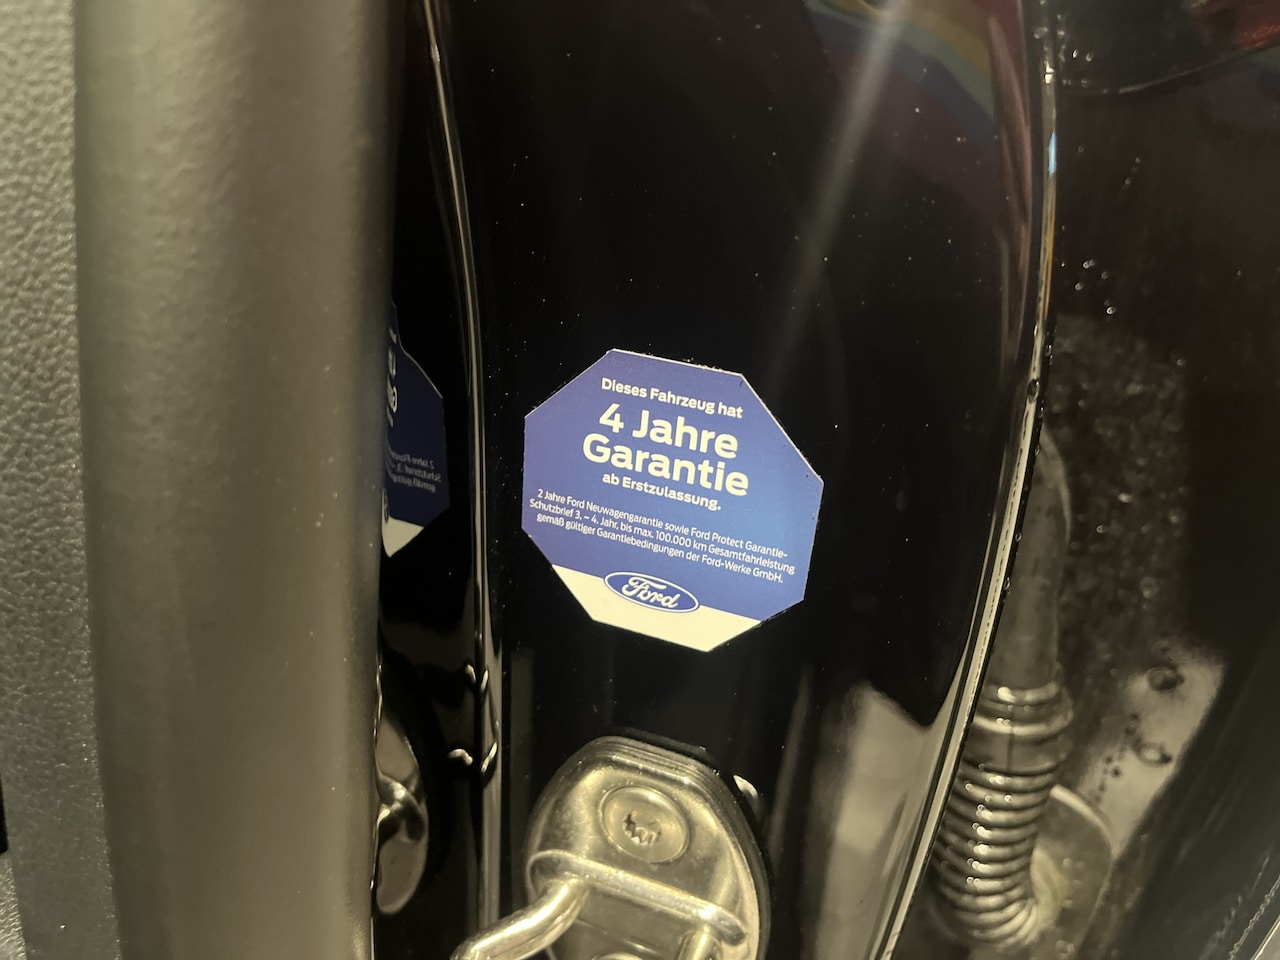 Dieses Fahrzeug hat
4 Jahre
Garantie
ab Erstzulassung.
2 Jahre Ford Neuwagengarantie sowie Ford Protect Garantie-
Schutzbrief 3. – 4. Jahr, bis max. 100.000 km Gesamtfahrleistung
gemäß gültiger Garantiebedingungen der Ford-Werke GmbH.
Ford